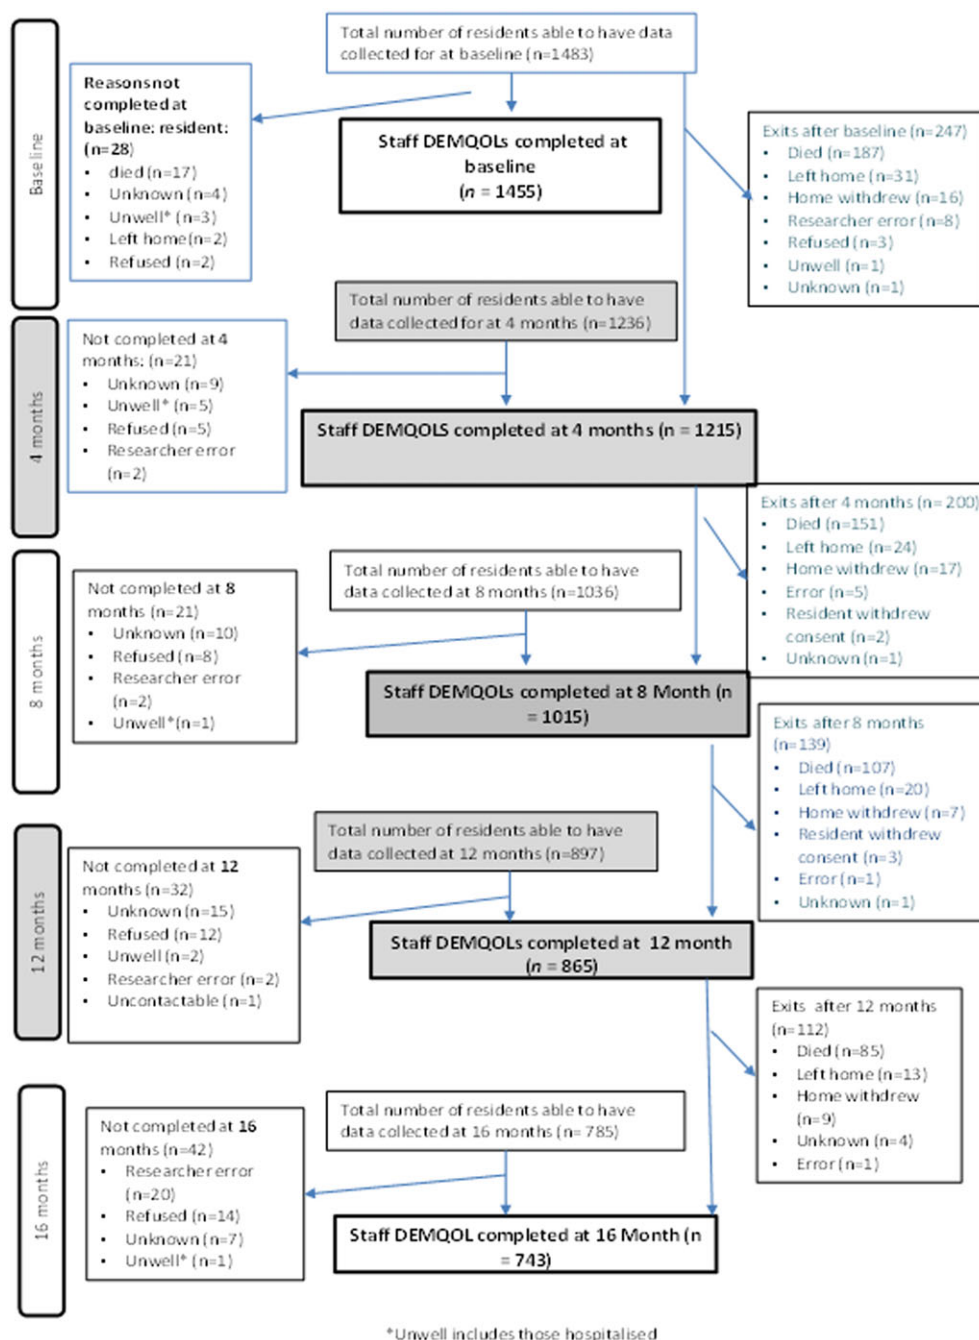 Baseline
Total number of residents able to have data
collected for at baseline (n=1483)
Reasons not
completed at
baseline: resident:
(n=28)
• died (n=17)
• Unknown (n=4)
• Unwell* (n=3)
• Left home (n=2)
• Refused (n=2)
Staff DEMQOLs completed at
baseline
(n = 1455)
Exits after baseline (n=247)
• Died (n=187)
• Left home (n=31)
• Home withdrew (n=16)
• Researcher error (n=8)
• Refused (n=3)
• Unwell (n=1)
• Unknown (n=1)
4 months
Total number of residents able to have
data collected for at 4 months (n=1236)
Not completed at 4
months: (n=21)
• Unknown (n=9)
• Unwell* (n=5)
• Refused (n=5)
• Researcher error
(n=2)
Staff DEMQOLS completed at 4 months (n = 1215)
Exits after 4 months (n=200)
• Died (n=151)
• Left home (n=24)
• Home withdrew (n=17)
• Error (n=5)
• Resident withdrew
consent (n=2)
• Unknown (n=1)
8 months
Total number of residents able to have
data collected at 8 months (n=1036)
Not completed at 8
months (n=21)
• Unknown (n=10)
• Refused (n=8)
• Researcher error
(n=2)
• Unwell* (n=1)
Staff DEMQOLs completed at 8 Month (n
= 1015)
Exits after 8 months
(n=139)
• Died (n=107)
• Left home (n=20)
• Home withdrew (n=7)
• Resident withdrew
consent (n=3)
• Error (n=1)
• Unknown (n=1)
12 months
Total number of residents able to have
data collected at 12 months (n=897)
Not completed at 12
months (n=32)
• Unknown (n=15)
• Refused (n=12)
• Unwell (n=2)
• Researcher error (n=2)
• Uncontactable (n=1)
Staff DEMQOLs completed at 12 month
(n = 865)
Exits after 12 months
(n=112)
• Died (n=85)
• Left home (n=13)
• Home withdrew
(n=9)
• Unknown (n=4)
• Error (n=1)
16 months
Total number of residents able to have
data collected at 16 months (n= 785)
Not completed at 16
months (n=42)
• Researcher error
(n=20)
• Refused (n=14)
• Unknown (n=7)
• Unwell* (n=1)
Staff DEMQOL completed at 16 Month (n
= 743)
*Unwell includes those hospitalised